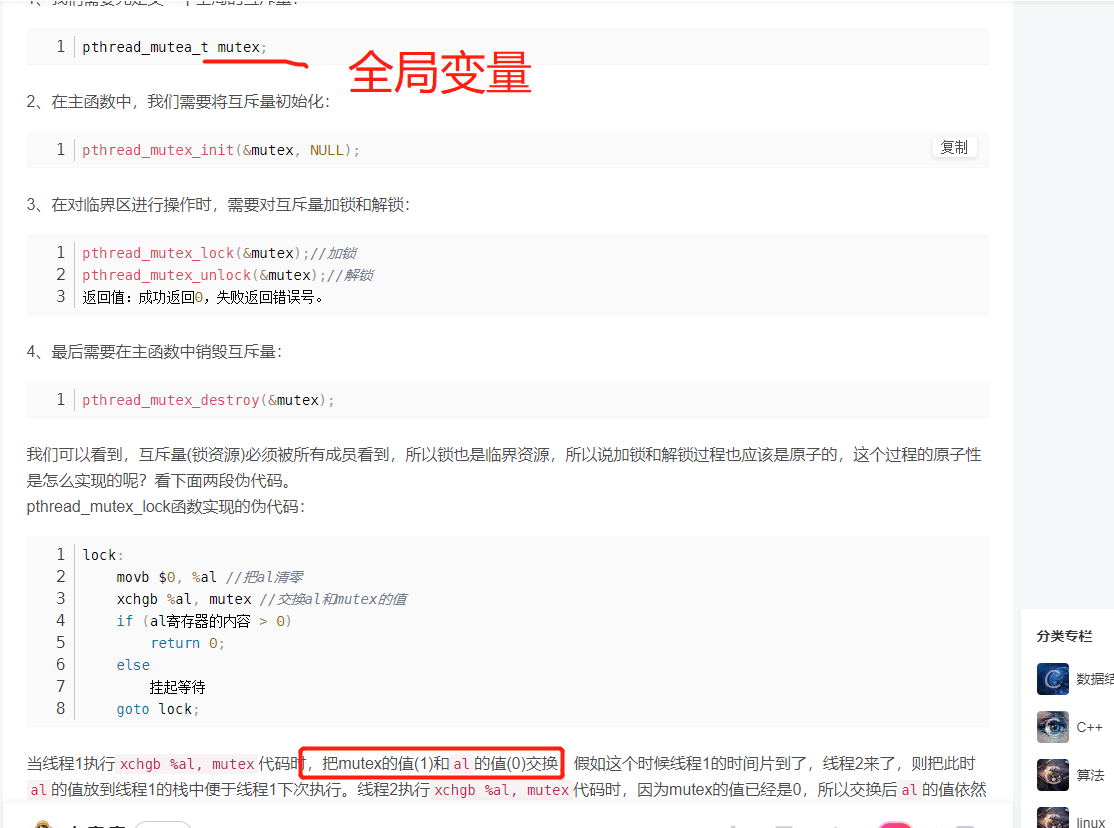 1、我们需要先定义一个全局的互斥量:
1 pthread_mutea_t mutex;
全局变量
2、在主函数中，我们需要将互斥量初始化：
1 pthread_mutex_init(&mutex, NULL);
复制
3、在对临界区进行操作时，需要对互斥量加锁和解锁：
1 pthread_mutex_lock(&mutex);//加锁
2 pthread_mutex_unlock(&mutex);//解锁
3 返回值：成功返回0，失败返回错误号。
4、最后需要在主函数中销毁互斥量：
1 pthread_mutex_destroy(&mutex);
我们可以看到，互斥量(锁资源)必须被所有成员看到，所以锁也是临界资源，所以说加锁和解锁过程也应该是原子的，这个过程的原子性
是怎么实现的呢？看下面两段伪代码。
pthread_mutex_lock函数实现的伪代码：
1 lock:
2 movb $0, %al //把al清零
3 xchgb %al, mutex //交换al和mutex的值
4 if (al寄存器的内容 > 0)
5 return 0;
6 else
7 挂起等待
8 goto lock;
当线程1执行 xchgb %al, mutex 代码时，把mutex的值(1)和 al 的值(0)交换，假如这个时候线程1的时间片到了，线程2来了，则把此时
al 的值放到线程1的栈中便于线程1下次执行。线程2执行 xchgb %al, mutex 代码时，因为mutex的值已经是0，所以交换后 al 的值依然
分类专栏
数据结
C++
算法
linux